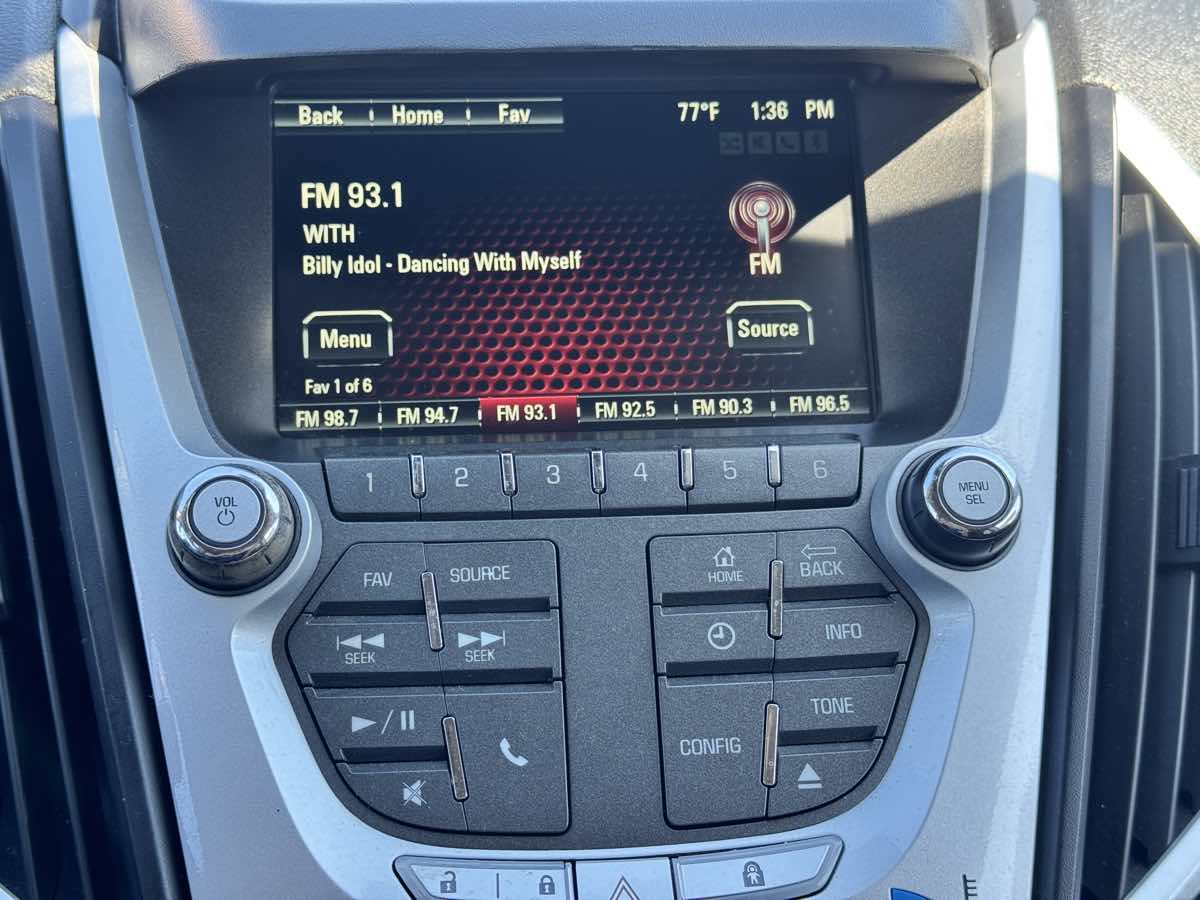 Back Home Fav 77°F 1:36 PM
FM 93.1
WITH
Billy Idol - Dancing With Myself
FM
Menu Source
Fav 1 of 6
FM 98.7 FM 94.7 FM 93.1 FM 92.5 FM 90.3 FM 96.5
1 2 3 4 5 6
VOL
MENU
SEL
FAV SOURCE
HOME BACK
SEEK SEEK
INFO
TONE
CONFIG